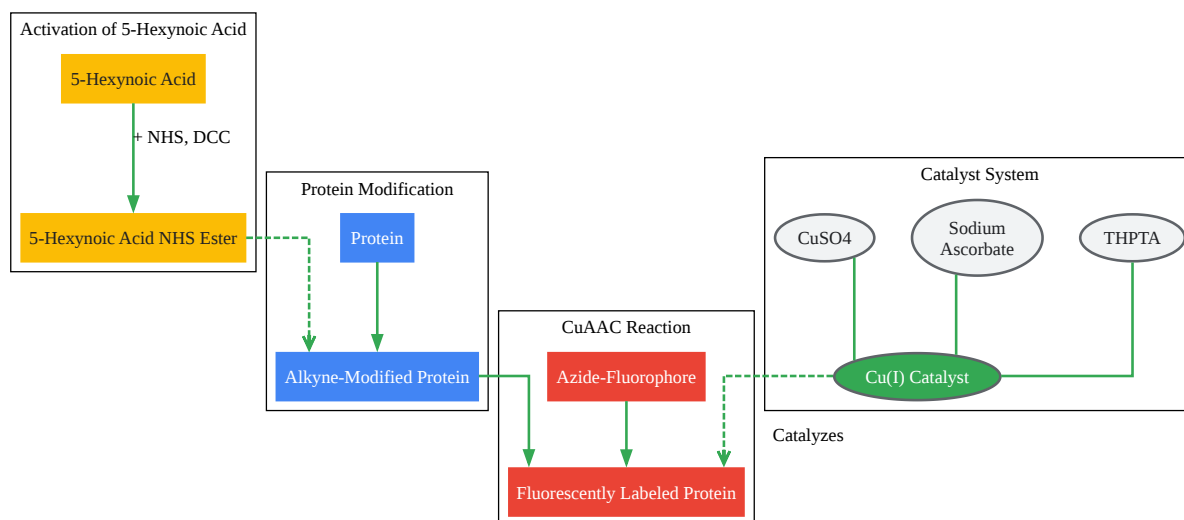 Activation of 5-Hexynoic Acid
5-Hexynoic Acid
+ NHS, DCC
5-Hexynoic Acid NHS Ester
Protein Modification
Protein
Alkyne-Modified Protein
CuAAC Reaction
Azide-Fluorophore
Fluorescently Labeled Protein
Catalyst System
CuSO4
Sodium
Ascorbate
THPTA
Cu(I) Catalyst
Catalyzes